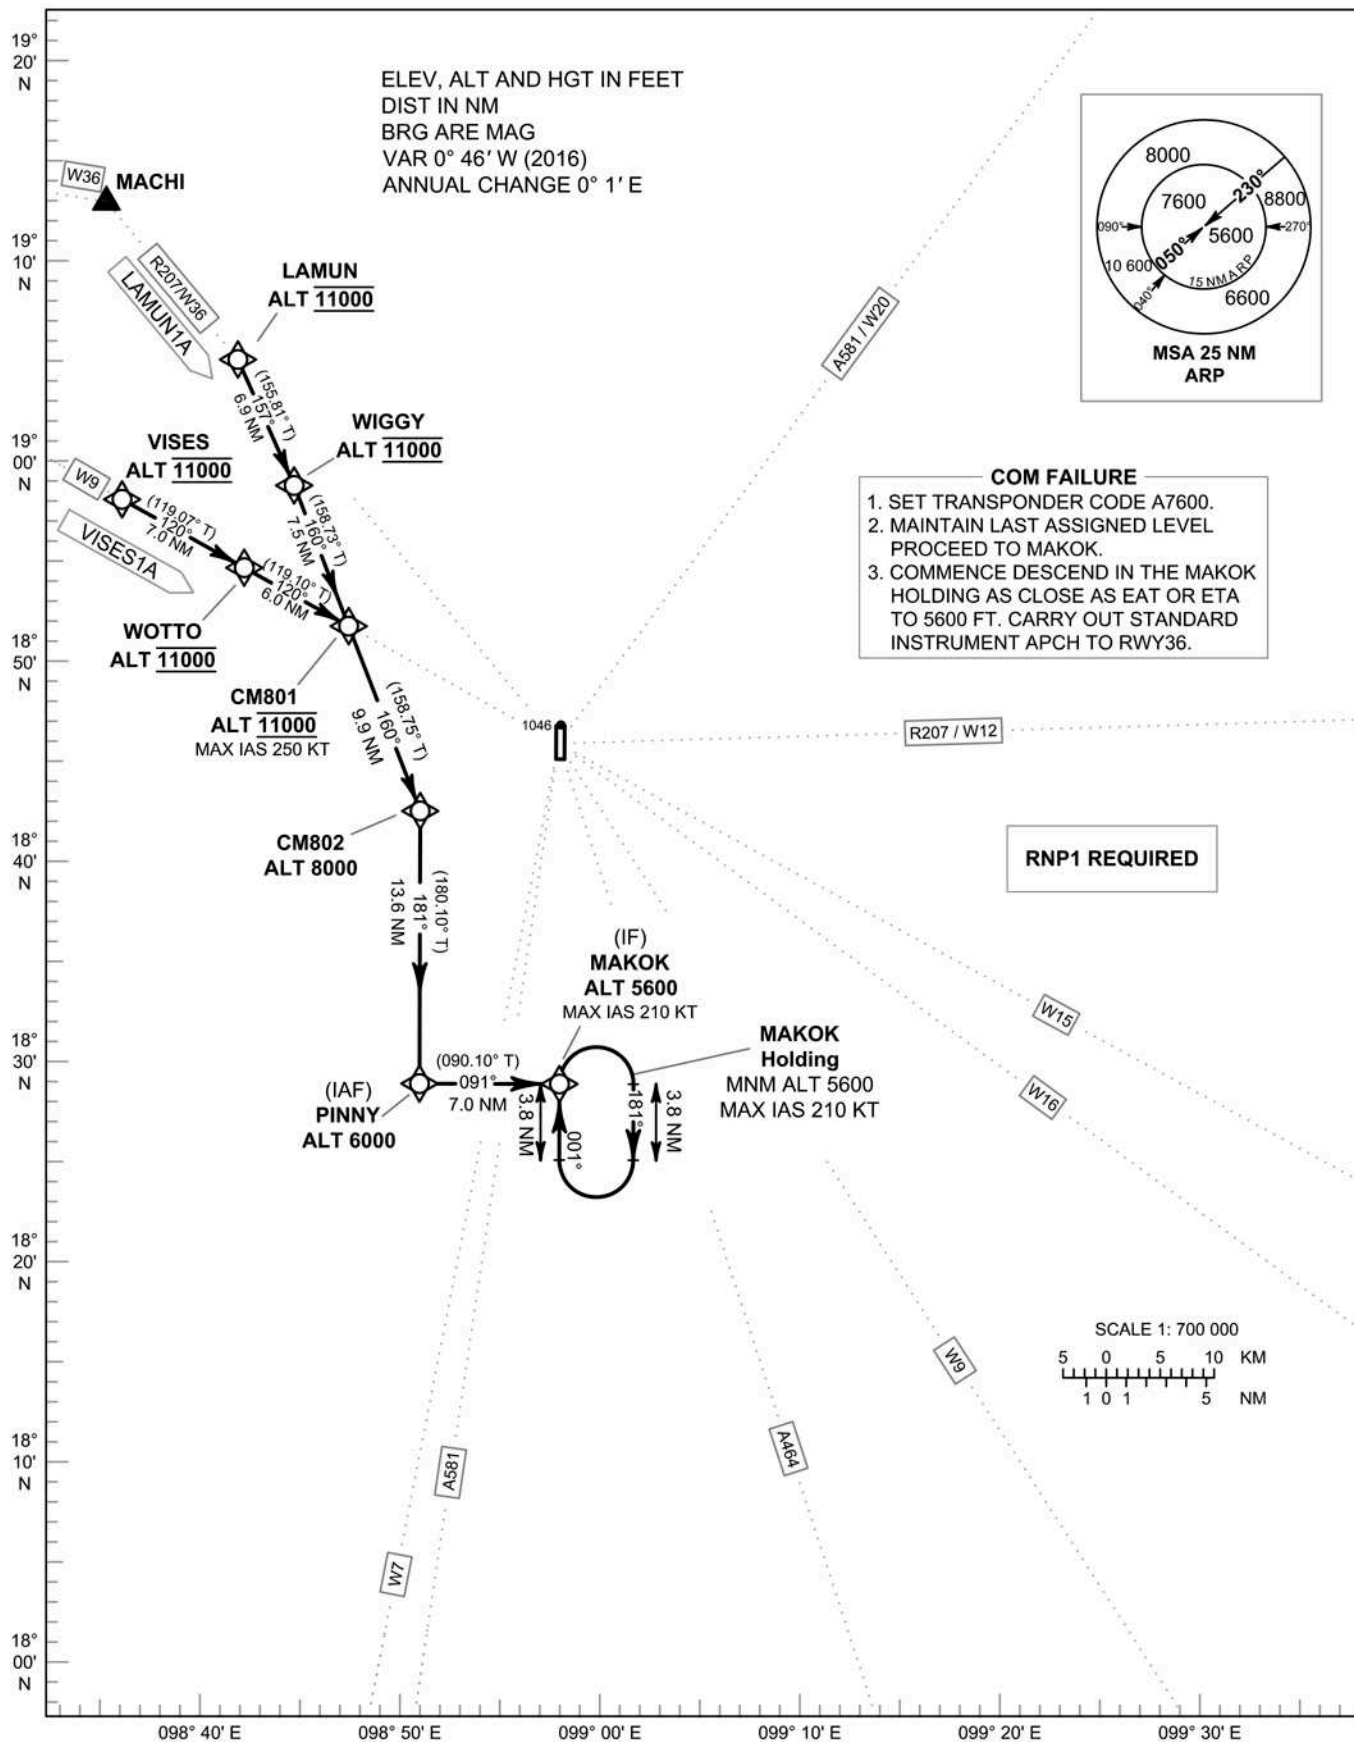 19°
20'
N
ELEV, ALT AND HGT IN FEET
DIST IN NM
BRG ARE MAG
VAR 0° 46' W (2016)
ANNUAL CHANGE 0° 1' E
8000
7600
230°
8800
090°
5600
270°
050°
10 600
15 NM ARP
040°
6600
MSA 25 NM
ARP
W36
MACHI
19°
10'
N
R207/W36
LAMUN1A
LAMUN
ALT 11000
A581 / W20
(155.81° T)
157°
6.9 NM
WIGGY
ALT 11000
19°
00'
N
VISES
ALT 11000
W9
(119.07° T)
120°
7.0 NM
VISES1A
(158.73° T)
160°
7.5 NM
(119.10° T)
120°
6.0 NM
COM FAILURE
1. SET TRANSPONDER CODE A7600.
2. MAINTAIN LAST ASSIGNED LEVEL
PROCEED TO MAKOK.
3. COMMENCE DESCEND IN THE MAKOK
HOLDING AS CLOSE AS EAT OR ETA
TO 5600 FT. CARRY OUT STANDARD
INSTRUMENT APCH TO RWY36.
WOTTO
ALT 11000
18°
50'
N
CM801
ALT 11000
MAX IAS 250 KT
(158.75° T)
160°
9.9 NM
1046
R207 / W12
CM802
ALT 8000
18°
40'
N
RNP1 REQUIRED
(180.10° T)
181°
13.6 NM
(IF)
MAKOK
ALT 5600
MAX IAS 210 KT
W15
MAKOK
Holding
MNM ALT 5600
MAX IAS 210 KT
18°
30'
N
(090.10° T)
091°
7.0 NM
(IAF)
PINNY
ALT 6000
3.8 NM
001°
181°
3.8 NM
W16
18°
20'
N
SCALE 1: 700 000
5 0 5 10 KM
1 0 1 5 NM
W9
18°
10'
N
A581
A464
W7
18°
00'
N
098° 40' E
098° 50' E
099° 00' E
099° 10' E
099° 20' E
099° 30' E